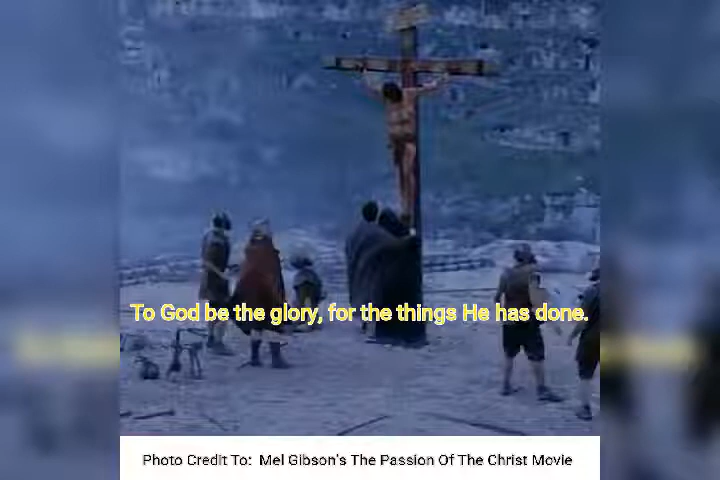 To God be the glory, for the things He has done.
Photo Credit To: Mel Gibson's The Passion Of The Christ Movie